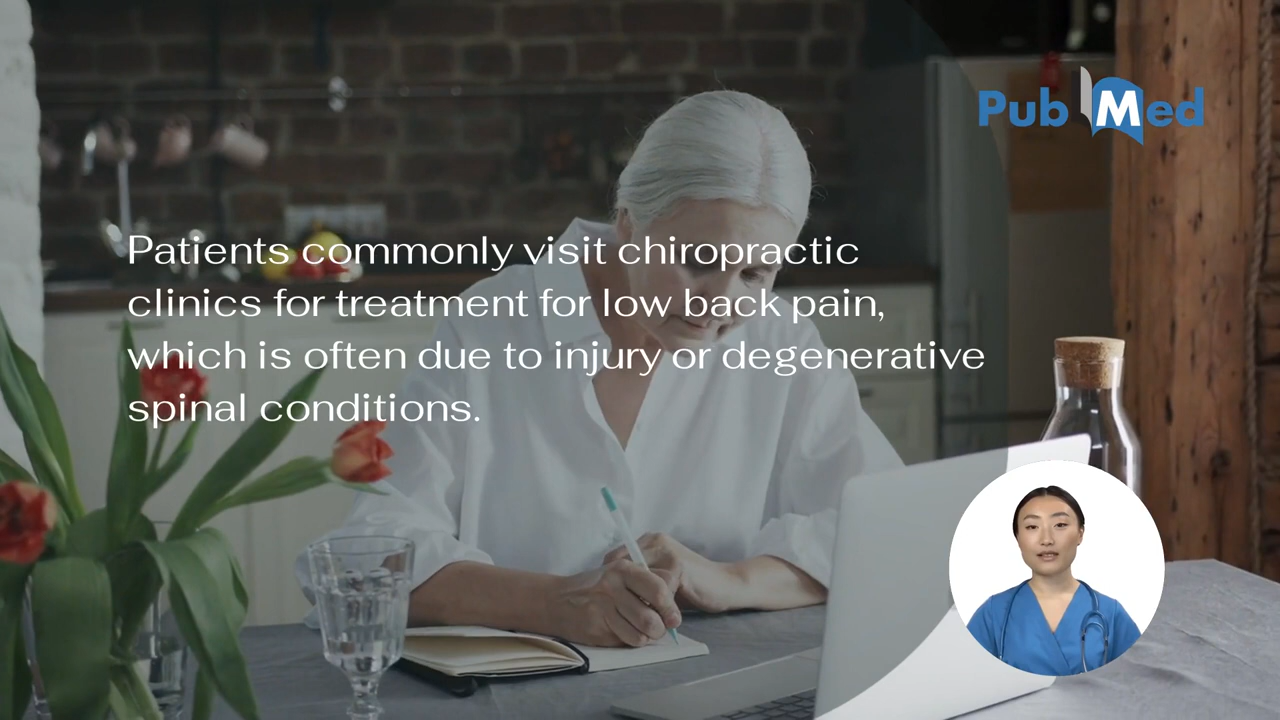 PubMed
Patients commonly visit chiropractic
clinics for treatment for low back pain,
which is often due to injury or degenerative
spinal conditions.